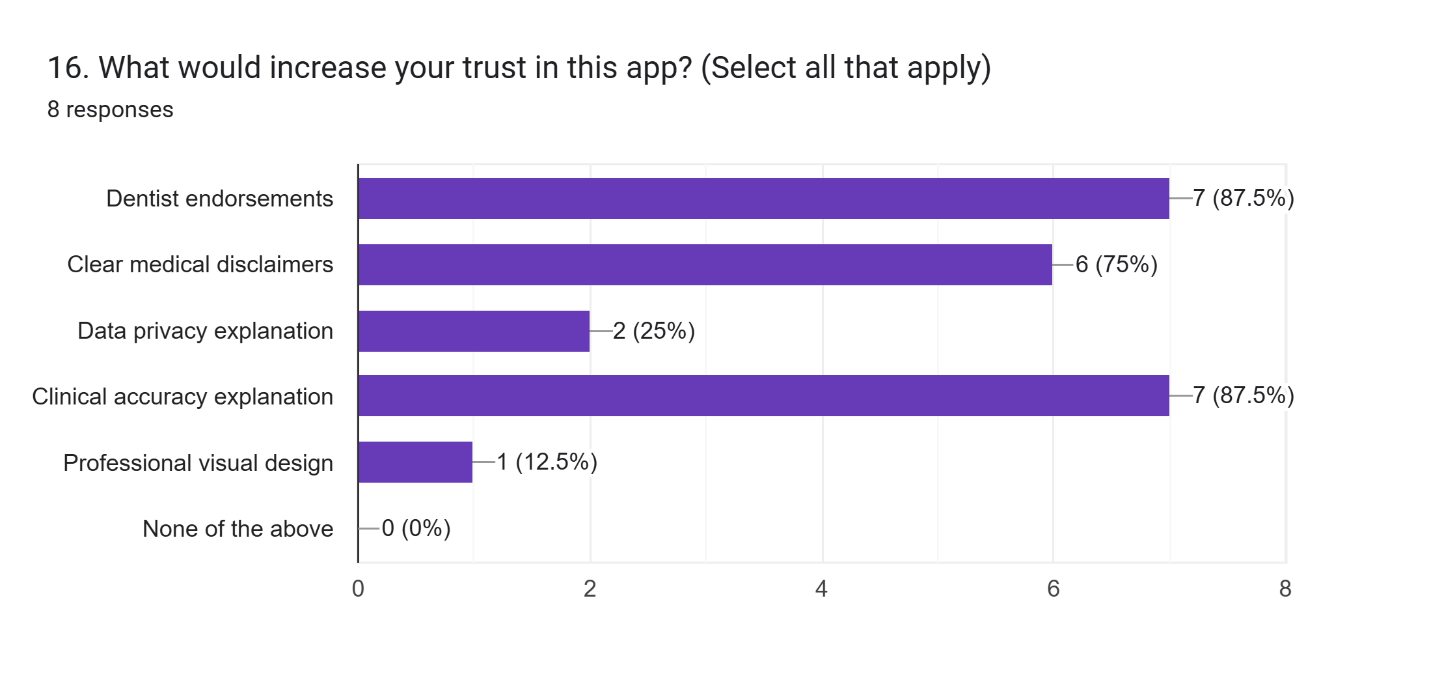 16. What would increase your trust in this app? (Select all that apply)
8 responses
Dentist endorsements 7 (87.5%)
Clear medical disclaimers 6 (75%)
Data privacy explanation 2 (25%)
Clinical accuracy explanation 7 (87.5%)
Professional visual design 1 (12.5%)
None of the above 0 (0%)
0 2 4 6 8